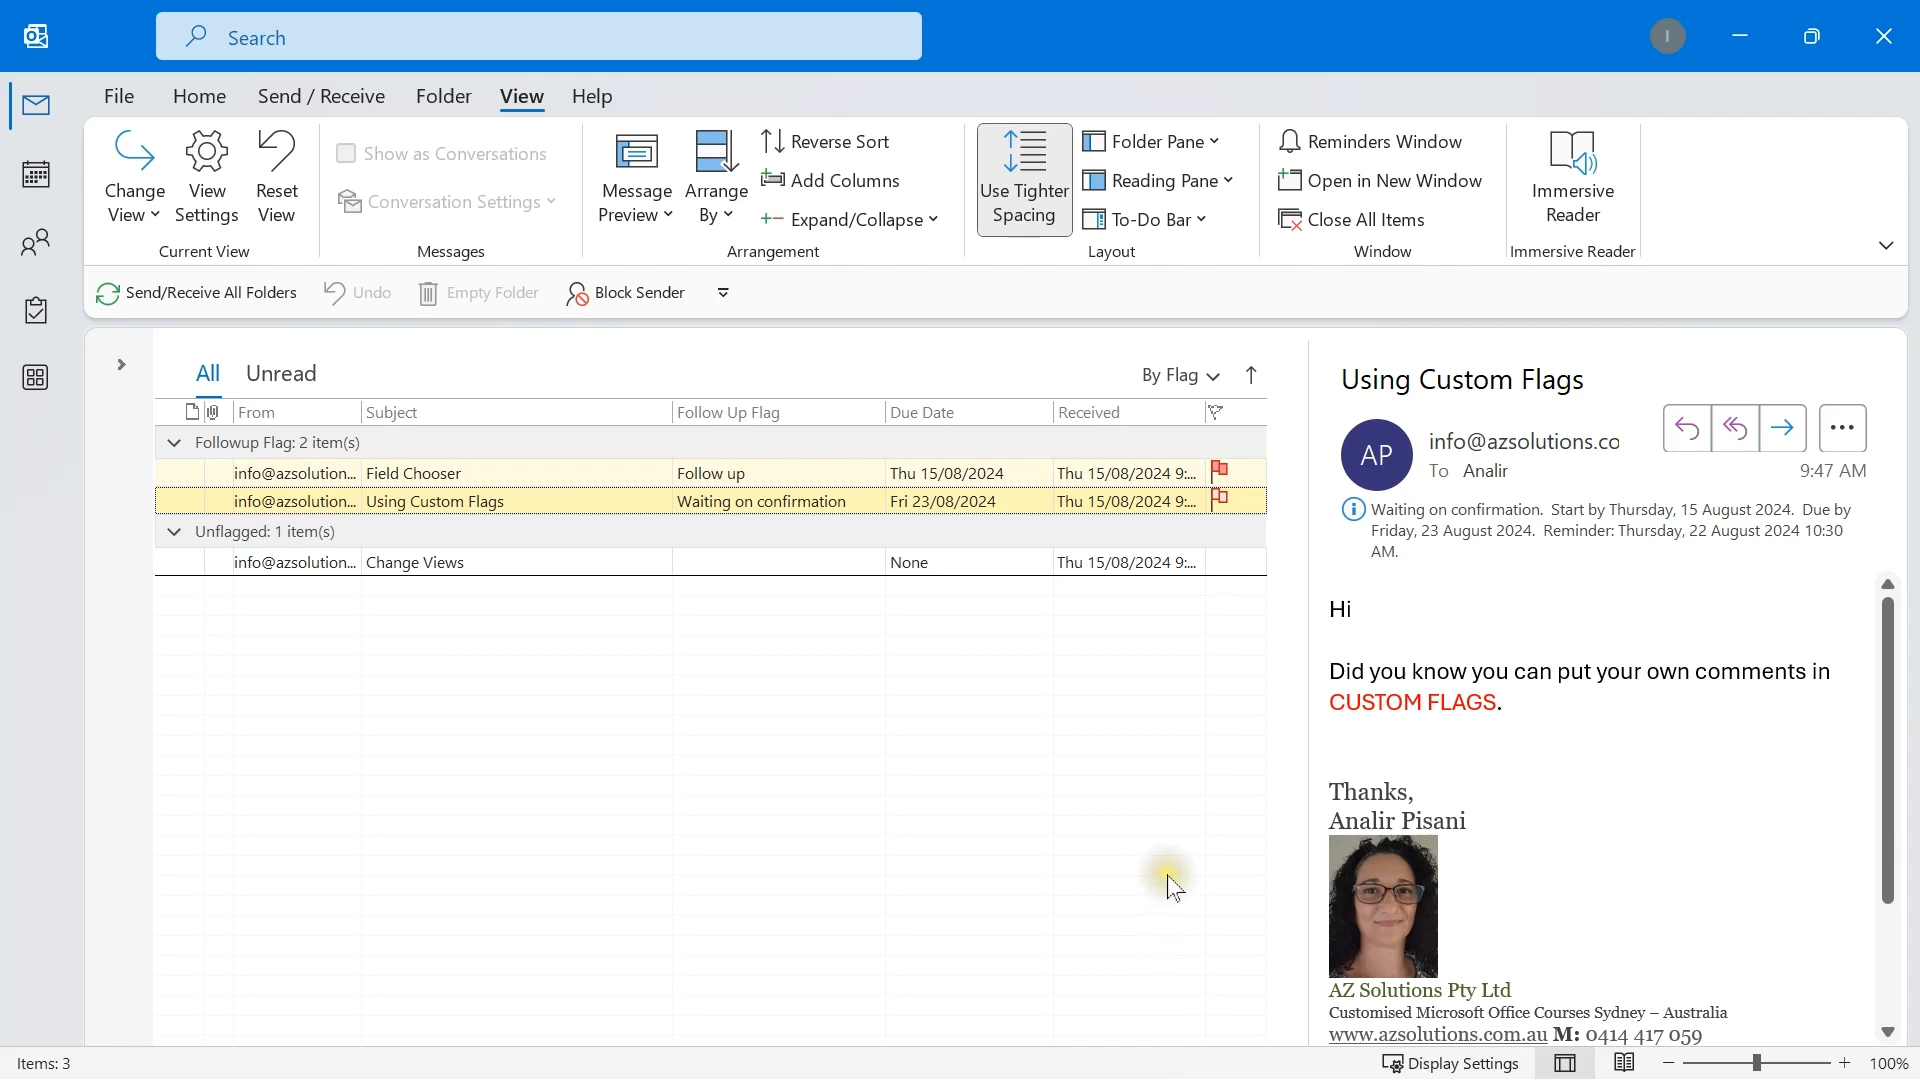 Search
I
File Home Send / Receive Folder View Help
Change View
View Settings
Reset View
Current View
Show as Conversations
Conversation Settings
Messages
Message Preview
Arrange By
Reverse Sort
Add Columns
Expand/Collapse
Arrangement
Use Tighter Spacing
Folder Pane
Reading Pane
To-Do Bar
Layout
Reminders Window
Open in New Window
Close All Items
Window
Immersive Reader
Immersive Reader
Send/Receive All Folders Undo Empty Folder Block Sender
All Unread By Flag
From Subject Follow Up Flag Due Date Received
Followup Flag: 2 item(s)
info@azsolution... Field Chooser Follow up Thu 15/08/2024 Thu 15/08/2024 9:...
info@azsolution... Using Custom Flags Waiting on confirmation Fri 23/08/2024 Thu 15/08/2024 9:...
Unflagged: 1 item(s)
info@azsolution... Change Views None Thu 15/08/2024 9:...
Using Custom Flags
AP
info@azsolutions.co
To Analir
9:47 AM
Waiting on confirmation. Start by Thursday, 15 August 2024. Due by
Friday, 23 August 2024. Reminder: Thursday, 22 August 2024 10:30
AM.
Hi
Did you know you can put your own comments in
CUSTOM FLAGS.
Thanks,
Analir Pisani
AZ Solutions Pty Ltd
Customised Microsoft Office Courses Sydney – Australia
www.azsolutions.com.au M: 0414 417 059
Items: 3
Display Settings
100%